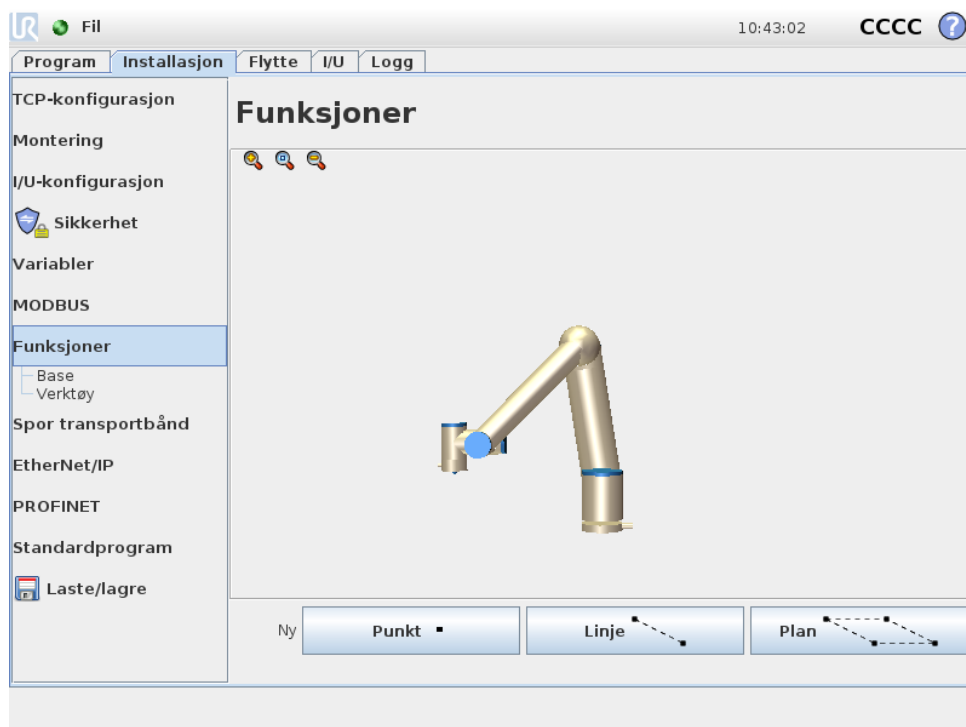 UR Fil 10:43:02 CCCC ?
Program Installasjon Flytte I/U Logg
TCP-konfigurasjon
Montering
I/U-konfigurasjon
Sikkerhet
Variabler
MODBUS
Funksjoner
Base
Verktøy
Spor transportbånd
EtherNet/IP
PROFINET
Standardprogram
Laste/lagre
Funksjoner
Ny Punkt Linje Plan